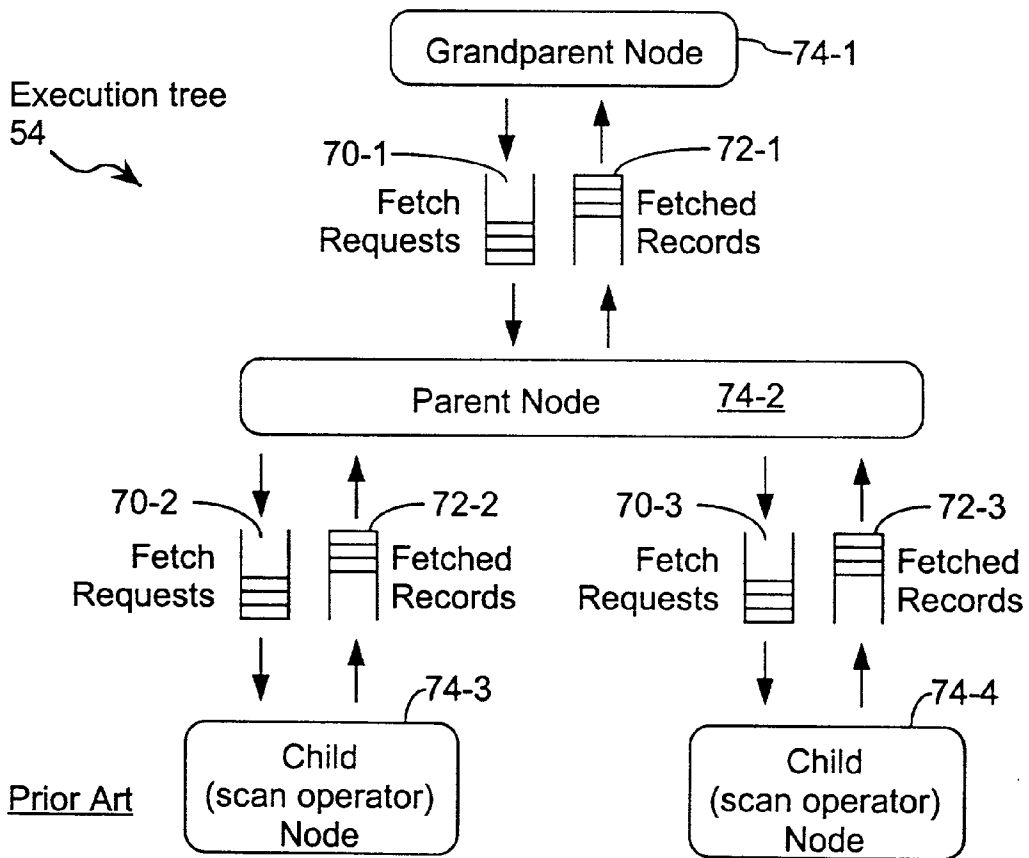 Grandparent Node
74-1
Execution tree
54
70-1
72-1
Fetch
Requests
Fetched
Records
Parent Node 74-2
70-2
72-2
Fetch
Requests
Fetched
Records
70-3
72-3
Fetch
Requests
Fetched
Records
74-3
Child
(scan operator)
Node
74-4
Child
(scan operator)
Node
Prior Art